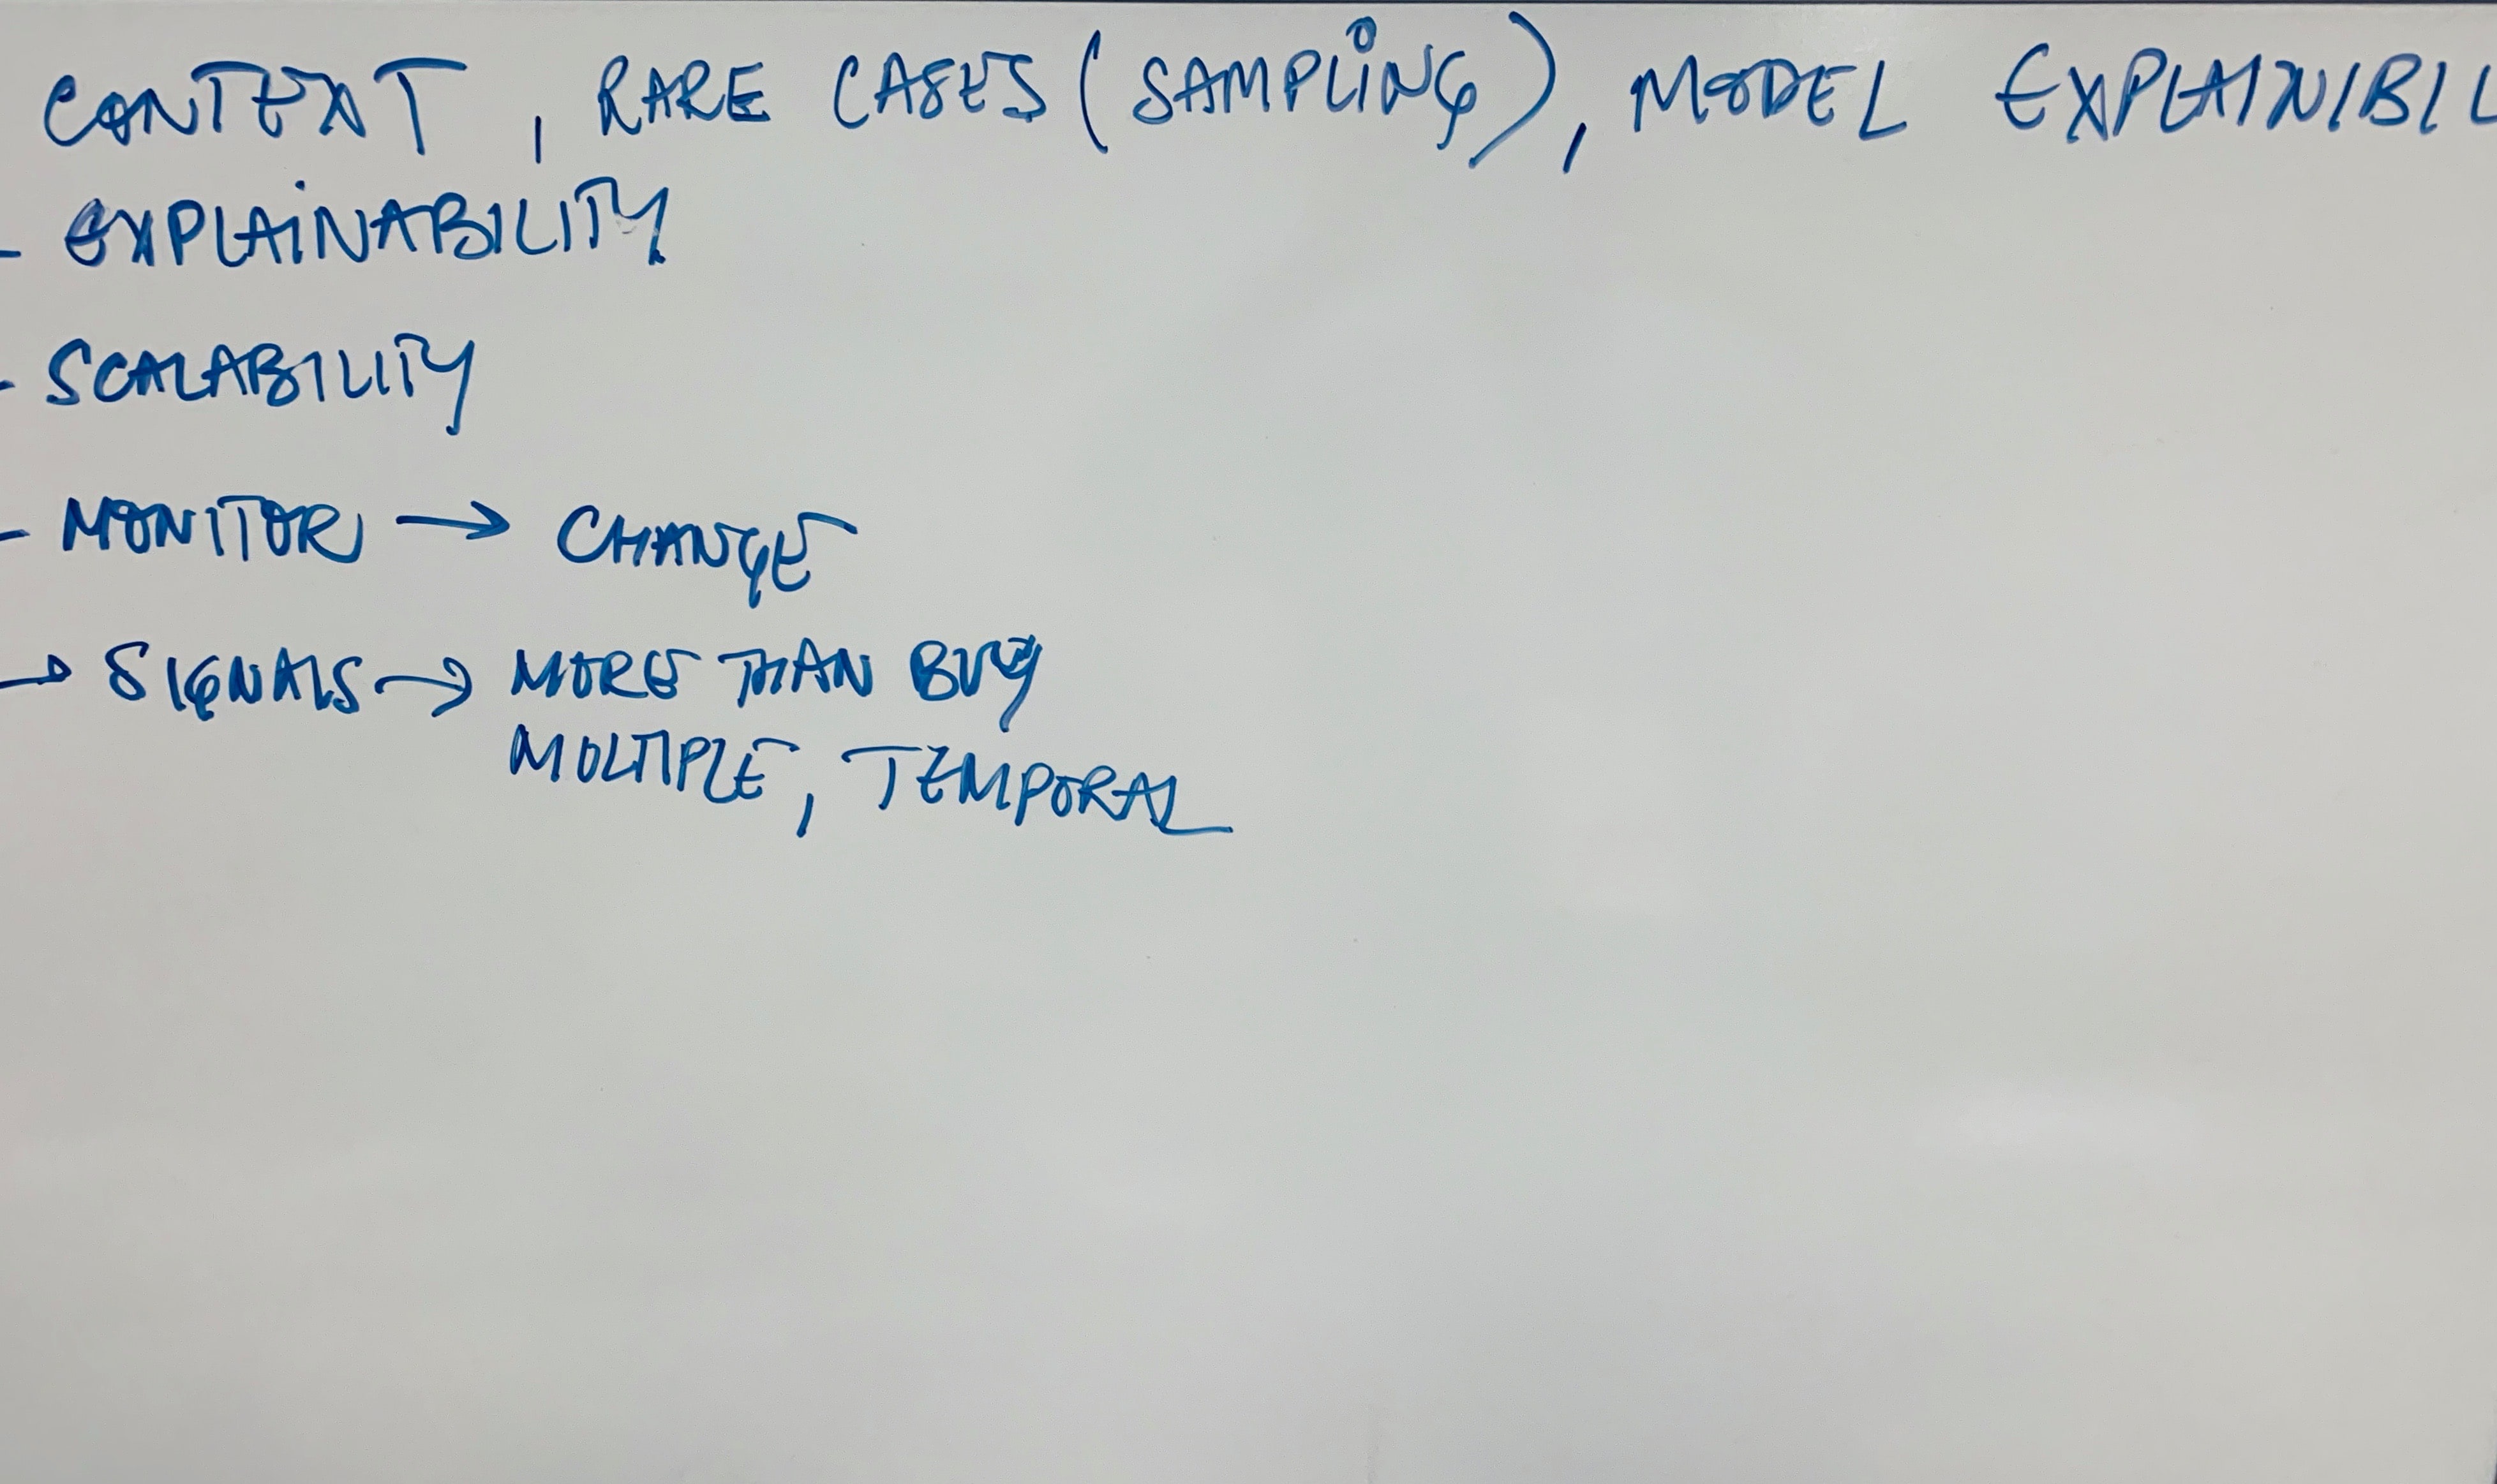 CONTEXT, RARE CASES (SAMPLING), MODEL EXPLAINIBIL
- EXPLAINABILITY
- SCALABILITY
- MONITOR → CHANGE
→ SIGNALS → MORE THAN BUY
MULTIPLE, TEMPORAL